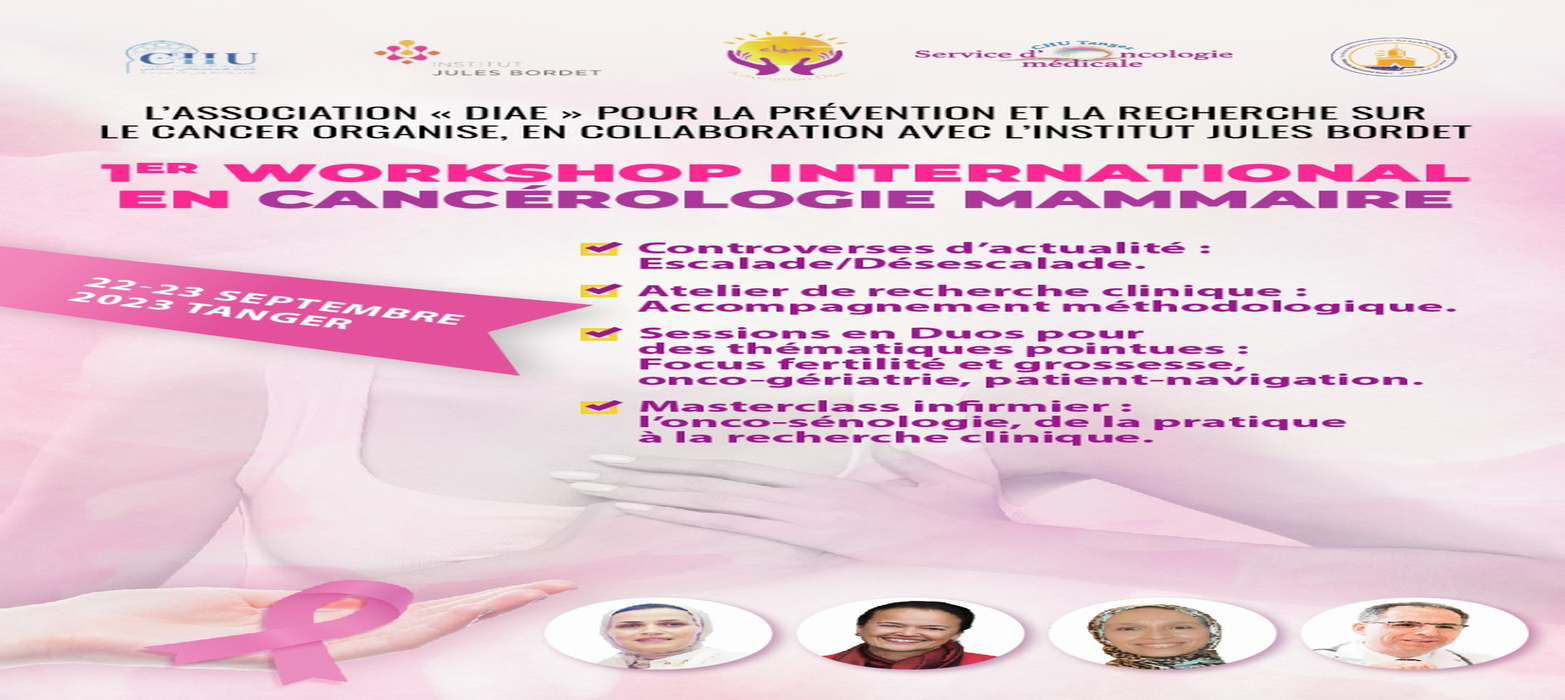 CHU
INSTITUT
JULES BORDET
ضياء
CHU Tanger
Service d'oncologie
médicale
L'ASSOCIATION « DIAE » POUR LA PRÉVENTION ET LA RECHERCHE SUR
LE CANCER ORGANISE, EN COLLABORATION AVEC L'INSTITUT JULES BORDET
1ER WORKSHOP INTERNATIONAL
EN CANCÉROLOGIE MAMMAIRE
22-23 SEPTEMBRE
2023 TANGER
Controverses d'actualité :
Escalade/Désescalade.
Atelier de recherche clinique :
Accompagnement méthodologique.
Sessions en Duos pour
des thématiques pointues :
Focus fertilité et grossesse,
onco-gériatrie, patient-navigation.
Masterclass infirmier :
l'onco-sénologie, de la pratique
à la recherche clinique.